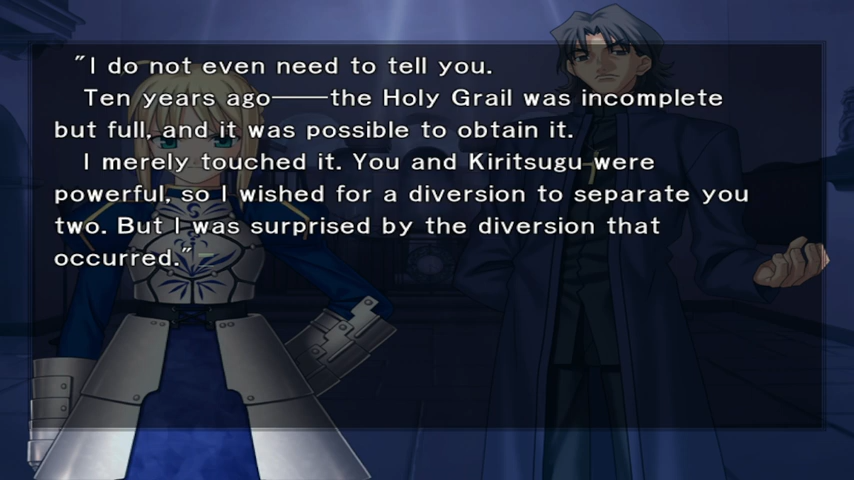 "I do not even need to tell you.
Ten years ago——the Holy Grail was incomplete
but full, and it was possible to obtain it.
I merely touched it. You and Kiritsugu were
powerful, so I wished for a diversion to separate you
two. But I was surprised by the diversion that
occurred."